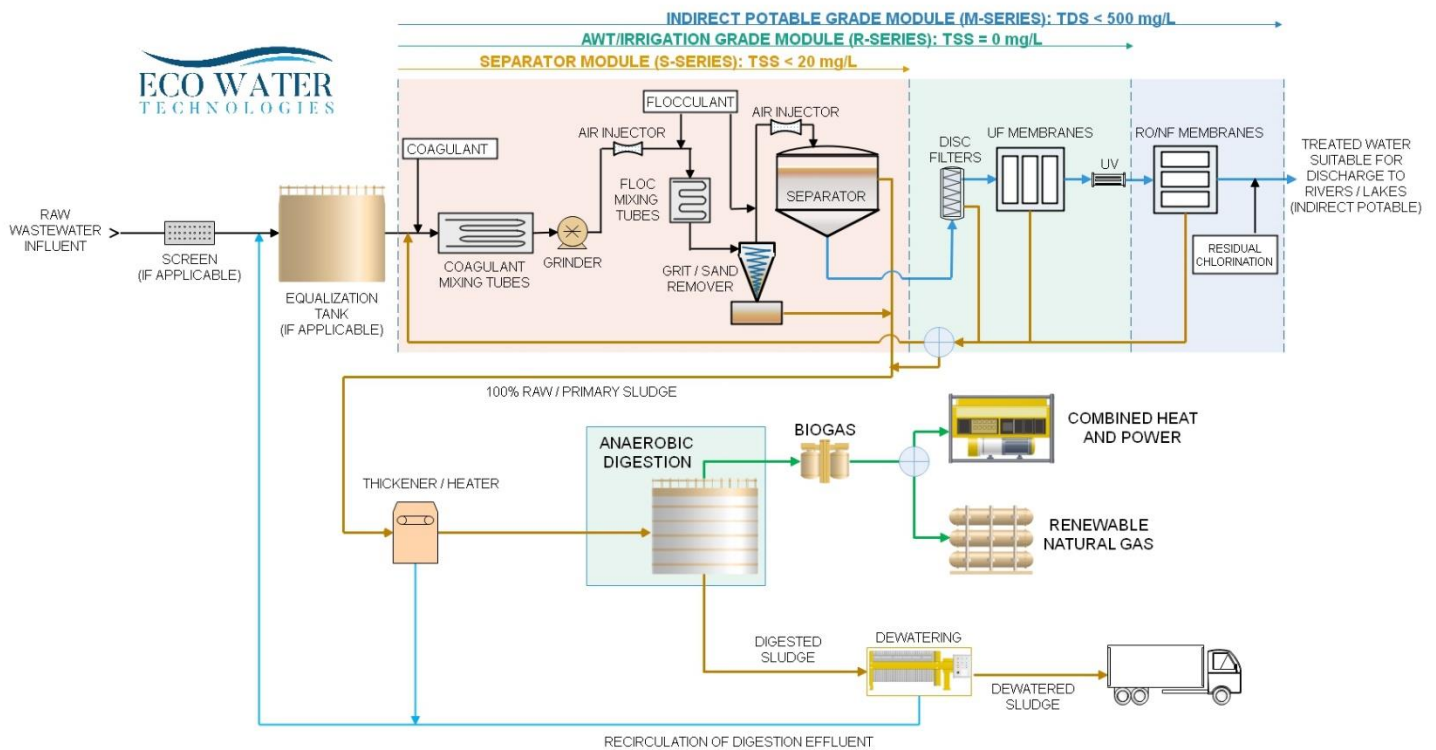 INDIRECT POTABLE GRADE MODULE (M-SERIES): TDS < 500 mg/L
AWT/IRRIGATION GRADE MODULE (R-SERIES): TSS = 0 mg/L
SEPARATOR MODULE (S-SERIES): TSS < 20 mg/L
ECO WATER
TECHNOLOGIES
RAW
WASTEWATER
INFLUENT
SCREEN
(IF APPLICABLE)
EQUALIZATION
TANK
(IF APPLICABLE)
COAGULANT
COAGULANT
MIXING TUBES
GRINDER
AIR INJECTOR
FLOCCULANT
FLOC
MIXING
TUBES
GRIT / SAND
REMOVER
AIR INJECTOR
SEPARATOR
DISC
FILTERS
UF MEMBRANES
UV
RO/NF MEMBRANES
RESIDUAL
CHLORINATION
TREATED WATER
SUITABLE FOR
DISCHARGE TO
RIVERS / LAKES
(INDIRECT POTABLE)
100% RAW / PRIMARY SLUDGE
THICKENER / HEATER
ANAEROBIC
DIGESTION
BIOGAS
COMBINED HEAT
AND POWER
RENEWABLE
NATURAL GAS
DIGESTED
SLUDGE
DEWATERING
DEWATERED
SLUDGE
RECIRCULATION OF DIGESTION EFFLUENT